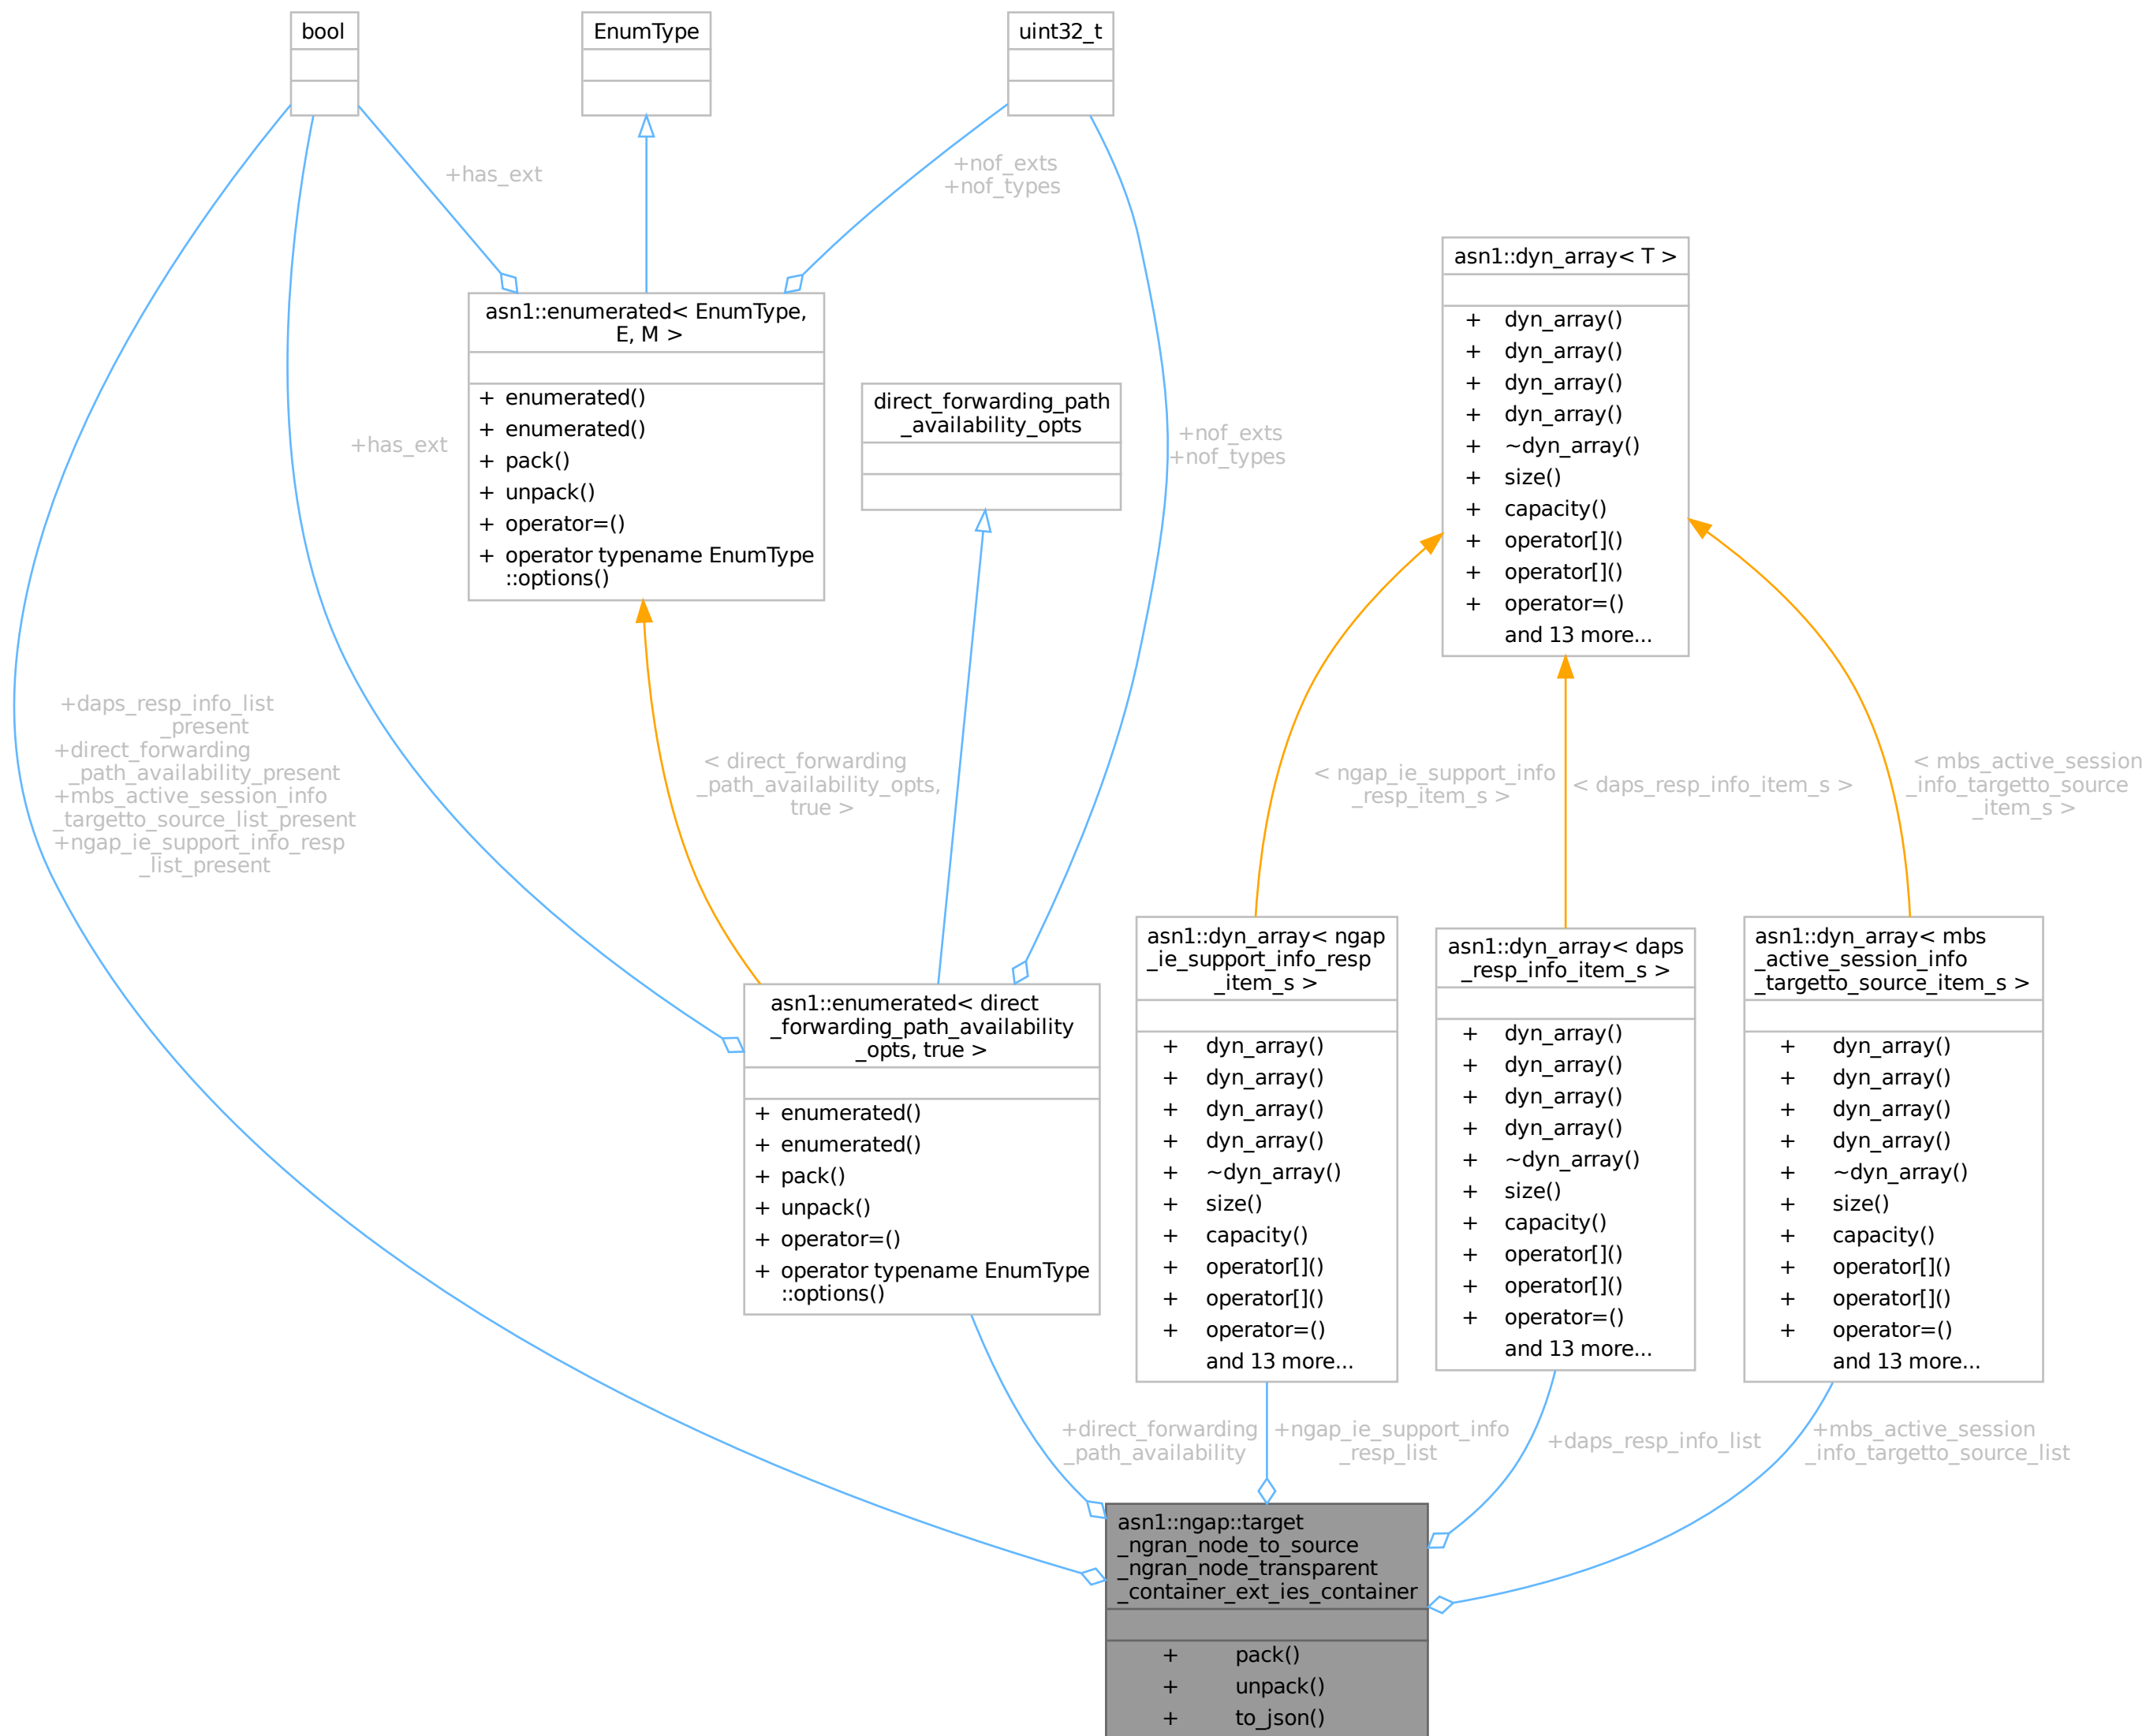 bool
EnumType
uint32_t
+has_ext
+nof_exts
+nof_types
asn1::dyn_array< T >
+ dyn_array()
+ dyn_array()
+ dyn_array()
+ dyn_array()
+ ~dyn_array()
+ size()
+ capacity()
+ operator[]()
+ operator[]()
+ operator=()
and 13 more...
asn1::enumerated< EnumType,
E, M >
+ enumerated()
+ enumerated()
+ pack()
+ unpack()
+ operator=()
+ operator typename EnumType
::options()
direct_forwarding_path
_availability_opts
+has_ext
+nof_exts
+nof_types
+daps_resp_info_list
_present
+direct_forwarding
_path_availability_present
+mbs_active_session_info
_targetto_source_list_present
+ngap_ie_support_info_resp
_list_present
< direct_forwarding
_path_availability_opts,
true >
< ngap_ie_support_info
_resp_item_s >
< daps_resp_info_item_s >
< mbs_active_session
_info_targetto_source
_item_s >
asn1::enumerated< direct
_forwarding_path_availability
_opts, true >
+ enumerated()
+ enumerated()
+ pack()
+ unpack()
+ operator=()
+ operator typename EnumType
::options()
asn1::dyn_array< ngap
_ie_support_info_resp
_item_s >
+ dyn_array()
+ dyn_array()
+ dyn_array()
+ dyn_array()
+ ~dyn_array()
+ size()
+ capacity()
+ operator[]()
+ operator[]()
+ operator=()
and 13 more...
asn1::dyn_array< daps
_resp_info_item_s >
+ dyn_array()
+ dyn_array()
+ dyn_array()
+ dyn_array()
+ ~dyn_array()
+ size()
+ capacity()
+ operator[]()
+ operator[]()
+ operator=()
and 13 more...
asn1::dyn_array< mbs
_active_session_info
_targetto_source_item_s >
+ dyn_array()
+ dyn_array()
+ dyn_array()
+ dyn_array()
+ ~dyn_array()
+ size()
+ capacity()
+ operator[]()
+ operator[]()
+ operator=()
and 13 more...
+direct_forwarding
_path_availability
+ngap_ie_support_info
_resp_list
+daps_resp_info_list
+mbs_active_session
_info_targetto_source_list
asn1::ngap::target
_ngran_node_to_source
_ngran_node_transparent
_container_ext_ies_container
+ pack()
+ unpack()
+ to_json()